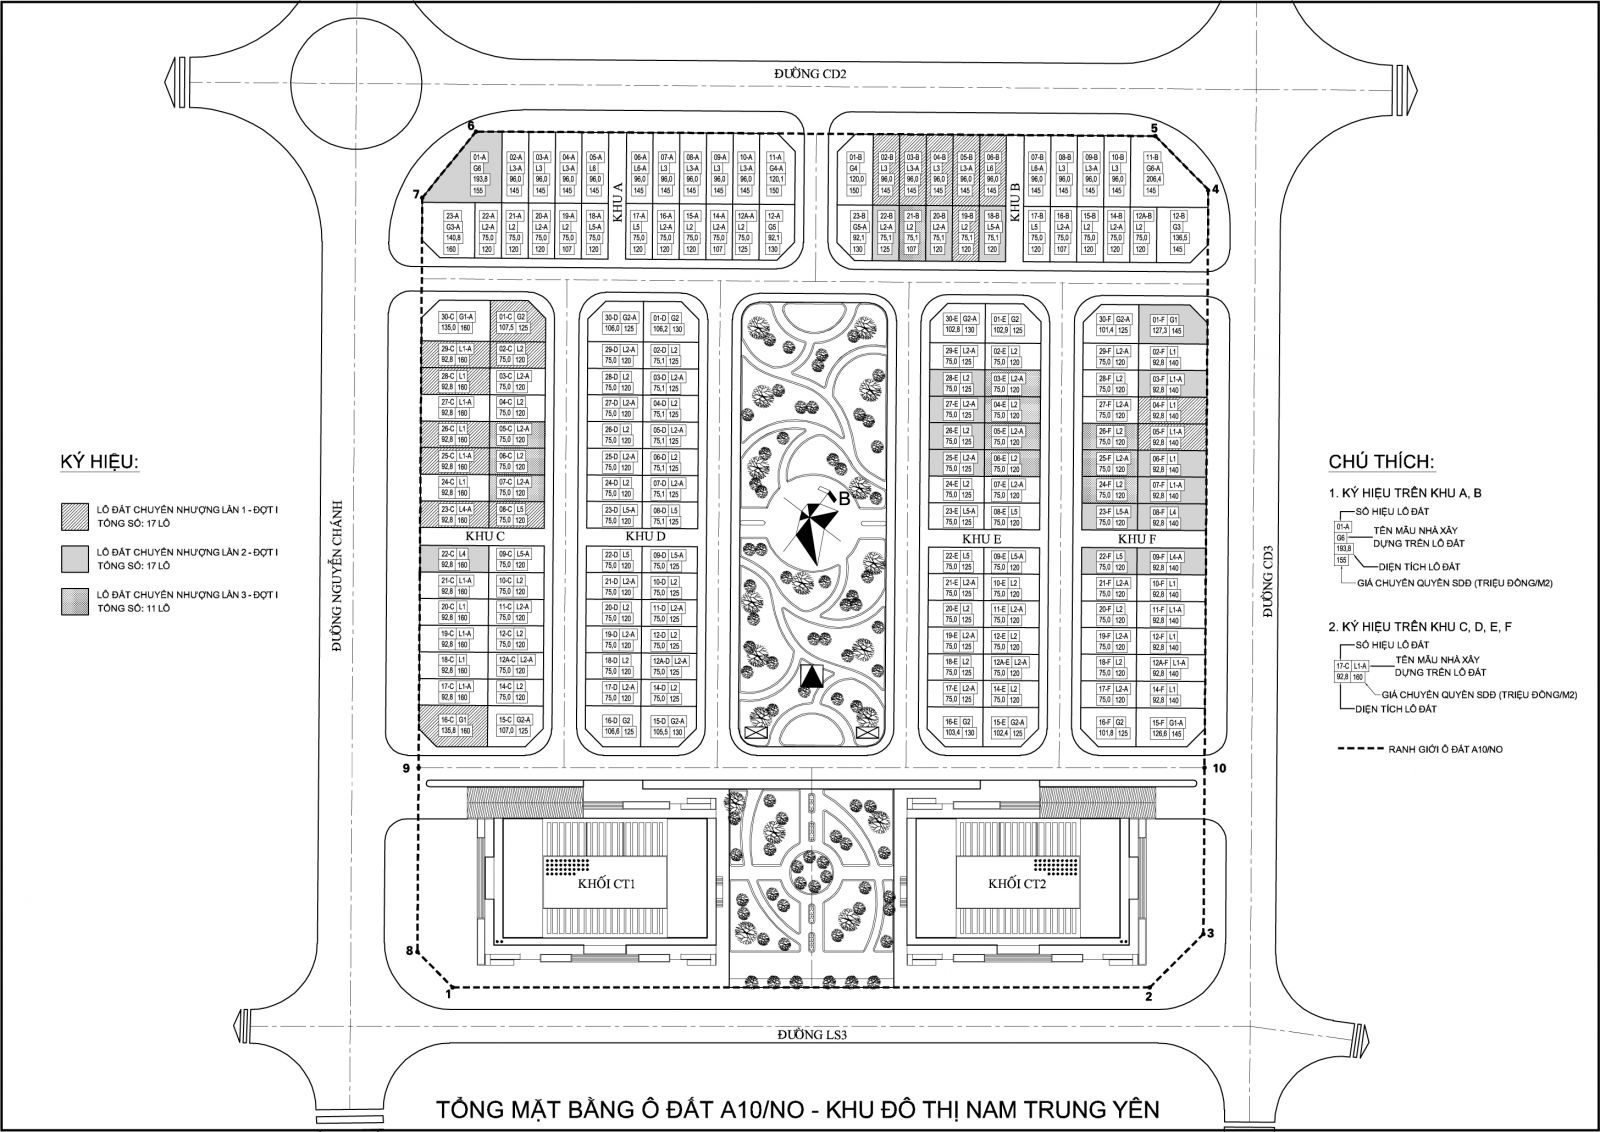 ĐƯỜNG CD2
6
5
7
4
01-A 02-A 03-A 04-A 05-A 06-A 07-A 08-A 09-A 10-A 11-A
G6 L3 L3-A L3 L6 L6-A L3 L3-A L3 L3-A G4-A
193,8 96,0 96,0 96,0 96,0 96,0 96,0 96,0 96,0 96,0 120,1
155 145 145 145 145 145 145 145 145 145 150
KHU A
23-A 22-A 21-A 20-A 19-A 18-A 17-A 16-A 15-A 14-A 12A-A 12-A
G3-A L2-A L2 L2-A L2 L5-A L5 L2-A L2 L2-A L2 G5
140,8 75,0 75,0 75,0 75,0 75,0 75,0 75,0 75,0 75,0 75,0 92,1
160 120 120 120 107 120 120 107 120 120 120 130
01-B 02-B 03-B 04-B 05-B 06-B 07-B 08-B 09-B 10-B 11-B
G4 L3 L3-A L3 L3-A L6 L6-A L3 L3-A L3 G6-A
120,0 96,0 96,0 96,0 96,0 96,0 96,0 96,0 96,0 96,0 206,4
150 145 145 145 145 145 145 145 145 145 145
KHU B
23-B 22-B 21-B 20-B 19-B 18-B 17-B 16-B 15-B 14-B 12A-B 12-B
G5-A L2-A L2 L2-A L2 L5-A L5 L2-A L2 L2-A L2 G3
92,1 75,1 75,1 75,1 75,1 75,1 75,0 75,0 75,0 75,0 75,0 136,5
130 125 107 120 120 120 120 107 107 120 120 145
30-C G1-A 01-C G2
135,0 160 107,5 125
29-C L1-A 02-C L2
92,8 160 75,0 120
28-C L1 03-C L2-A
92,8 160 75,0 120
27-C L1-A 04-C L2
92,8 160 75,0 120
26-C L1 05-C L2-A
92,8 160 75,0 120
25-C L1-A 06-C L2
92,8 160 75,0 120
24-C L1 07-C L2-A
92,8 160 75,0 120
23-C L4-A 08-C L5
92,8 160 75,0 120
KHU C
22-C L4 09-C L5-A
92,8 160 75,0 120
21-C L1-A 10-C L2
92,8 160 75,0 120
20-C L1 11-C L2-A
92,8 160 75,0 120
19-C L1-A 12-C L2
92,8 160 75,0 120
18-C L1 12A-C L2-A
92,8 160 75,0 120
17-C L1-A 14-C L2
92,8 160 75,0 120
16-C G1 15-C G2-A
135,8 160 107,0 125
30-D G2-A 01-D G2
106,0 125 106,2 130
29-D L2-A 02-D L2
75,0 120 75,1 125
28-D L2 03-D L2-A
75,0 120 75,1 125
27-D L2-A 04-D L2
75,0 120 75,1 125
26-D L2 05-D L2-A
75,0 120 75,1 125
25-D L2-A 06-D L2
75,0 120 75,1 125
24-D L2 07-D L2-A
75,0 120 75,1 125
23-D L5-A 08-D L5
75,0 120 75,1 125
KHU D
22-D L5 09-D L5-A
75,0 120 75,0 125
21-D L2-A 10-D L2
75,0 120 75,0 125
20-D L2 11-D L2-A
75,0 120 75,0 125
19-D L2-A 12-D L2
75,0 120 75,0 125
18-D L2 12A-D L2-A
75,0 120 75,0 125
17-D L2-A 14-D L2
75,0 120 75,0 125
16-D G2 15-D G2-A
106,6 125 105,5 130
B
30-E G2-A 01-E G2
102,8 130 102,9 125
29-E L2-A 02-E L2
75,0 125 75,0 120
28-E L2 03-E L2-A
75,0 125 75,0 120
27-E L2-A 04-E L2
75,0 125 75,0 120
26-E L2 05-E L2-A
75,0 125 75,0 120
25-E L2-A 06-E L2
75,0 125 75,0 120
24-E L2 07-E L2-A
75,0 125 75,0 120
23-E L5-A 08-E L5
75,0 125 75,0 120
KHU E
22-E L5 09-E L5-A
75,0 125 75,0 120
21-E L2-A 10-E L2
75,0 125 75,0 120
20-E L2 11-E L2-A
75,0 125 75,0 120
19-E L2-A 12-E L2
75,0 125 75,0 120
18-E L2 12A-E L2-A
75,0 125 75,0 120
17-E L2-A 14-E L2
75,0 125 75,0 120
16-E G2 15-E G2-A
103,4 130 102,4 125
30-F G2-A 01-F G1
101,4 125 127,3 145
29-F L2-A 02-F L1
75,0 120 92,8 140
28-F L2 03-F L1-A
75,0 120 92,8 140
27-F L2-A 04-F L1
75,0 120 92,8 140
26-F L2 05-F L1-A
75,0 120 92,8 140
25-F L2-A 06-F L1
75,0 120 92,8 140
24-F L2 07-F L1-A
75,0 120 92,8 140
23-F L5-A 08-F L4
75,0 120 92,8 140
KHU F
22-F L5 09-F L4-A
75,0 120 92,8 140
21-F L2-A 10-F L1
75,0 120 92,8 140
20-F L2 11-F L1-A
75,0 120 92,8 140
19-F L2-A 12-F L1
75,0 120 92,8 140
18-F L2 12A-F L1-A
75,0 120 92,8 140
17-F L2-A 14-F L1
75,0 120 92,8 140
16-F G2 15-F G1-A
101,8 125 126,6 145
KÝ HIỆU:
LÔ ĐẤT CHUYỂN NHƯỢNG LẦN 1 - ĐỢT I
TỔNG SỐ: 17 LÔ
LÔ ĐẤT CHUYỂN NHƯỢNG LẦN 2 - ĐỢT I
TỔNG SỐ: 17 LÔ
LÔ ĐẤT CHUYỂN NHƯỢNG LẦN 3 - ĐỢT I
TỔNG SỐ: 11 LÔ
ĐƯỜNG NGUYỄN CHÁNH
ĐƯỜNG CD3
CHÚ THÍCH:
1. KÝ HIỆU TRÊN KHU A, B
SỐ HIỆU LÔ ĐẤT
01-A
G6
193,8
155
TÊN MẪU NHÀ XÂY
DỰNG TRÊN LÔ ĐẤT
DIỆN TÍCH LÔ ĐẤT
GIÁ CHUYỂN QUYỀN SDĐ (TRIỆU ĐỒNG/M2)
2. KÝ HIỆU TRÊN KHU C, D, E, F
SỐ HIỆU LÔ ĐẤT
17-C L1-A
92,8 160
TÊN MẪU NHÀ XÂY
DỰNG TRÊN LÔ ĐẤT
GIÁ CHUYỂN QUYỀN SDĐ (TRIỆU ĐỒNG/M2)
DIỆN TÍCH LÔ ĐẤT
RANH GIỚI Ô ĐẤT A10/NO
9
10
KHỐI CT1
KHỐI CT2
8
3
1
2
ĐƯỜNG LS3
TỔNG MẶT BẰNG Ô ĐẤT A10/NO - KHU ĐÔ THỊ NAM TRUNG YÊN